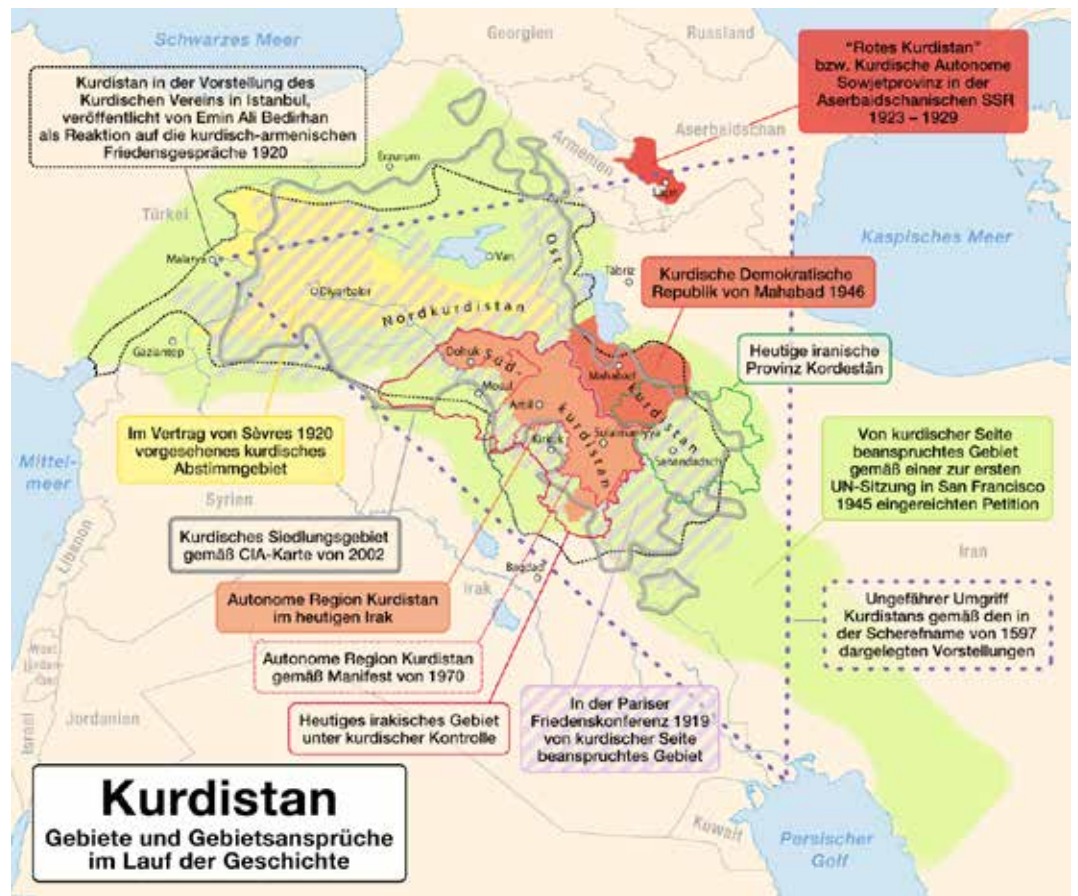 Schwarzes Meer
Georgien
Russland
Kurdistan in der Vorstellung des
Kurdischen Vereins in Istanbul,
veröffentlicht von Emin Ali Bedirhan
als Reaktion auf die kurdisch-armenischen
Friedensgespräche 1920
"Rotes Kurdistan"
bzw. Kurdische Autonome
Sowjetprovinz in der
Aserbaidschanischen SSR
1923 – 1929
Aserbaidschan
Armenien
Erzurum
Türkei
Malatya
Van
Ost-
Täbriz
Kaspisches Meer
Diyarbakır
Nordkurdistan
Kurdische Demokratische
Republik von Mahabad 1946
Gaziantep
Dohuk
Süd-
Mahabad
Heutige iranische
Provinz Kordestān
Mosul
Arbil
kurdistan
kurdistan
Kirkuk
Sulaimaniyya
Sanandadsch
Im Vertrag von Sèvres 1920
vorgesehenes kurdisches
Abstimmgebiet
Von kurdischer Seite
beanspruchtes Gebiet
gemäß einer zur ersten
UN-Sitzung in San Francisco
1945 eingereichten Petition
Mittel-
meer
Syrien
Libanon
Kurdisches Siedlungsgebiet
gemäß CIA-Karte von 2002
Iran
Bagdad
Irak
Autonome Region Kurdistan
im heutigen Irak
Ungefährer Umgriff
Kurdistans gemäß den in
der Scherefname von 1597
dargelegten Vorstellungen
Autonome Region Kurdistan
gemäß Manifest von 1970
Jordanien
Israel
Heutiges irakisches Gebiet
unter kurdischer Kontrolle
In der Pariser
Friedenskonferenz 1919
von kurdischer Seite
beanspruchtes Gebiet
Kurdistan
Gebiete und Gebietsansprüche
im Lauf der Geschichte
Kuwait
Persischer
Golf